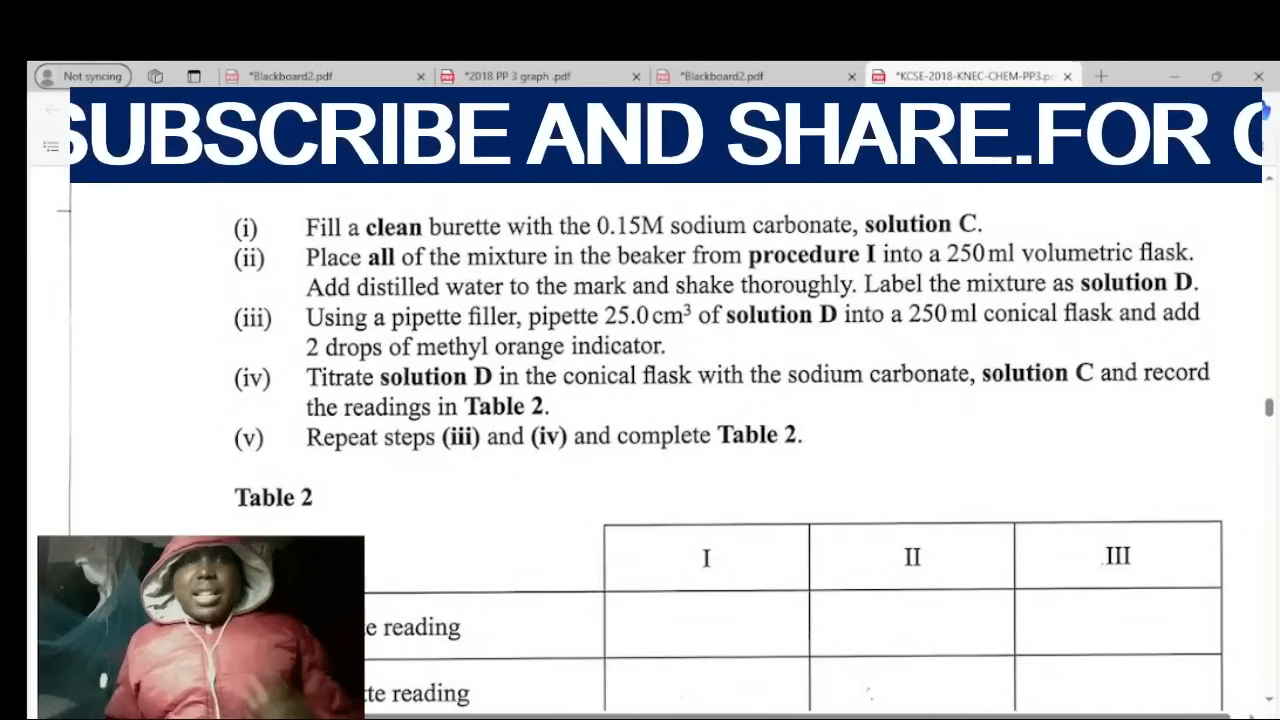 Not syncing
*Blackboard2.pdf
*2018 PP 3 graph .pdf
*Blackboard2.pdf
*KCSE-2018-KNEC-CHEM-PP3.p
SUBSCRIBE AND SHARE.FOR
(i) Fill a clean burette with the 0.15M sodium carbonate, solution C.
(ii) Place all of the mixture in the beaker from procedure I into a 250 ml volumetric flask.
Add distilled water to the mark and shake thoroughly. Label the mixture as solution D.
(iii) Using a pipette filler, pipette 25.0 cm³ of solution D into a 250 ml conical flask and add
2 drops of methyl orange indicator.
(iv) Titrate solution D in the conical flask with the sodium carbonate, solution C and record
the readings in Table 2.
(v) Repeat steps (iii) and (iv) and complete Table 2.
Table 2
I II III
e reading
te reading